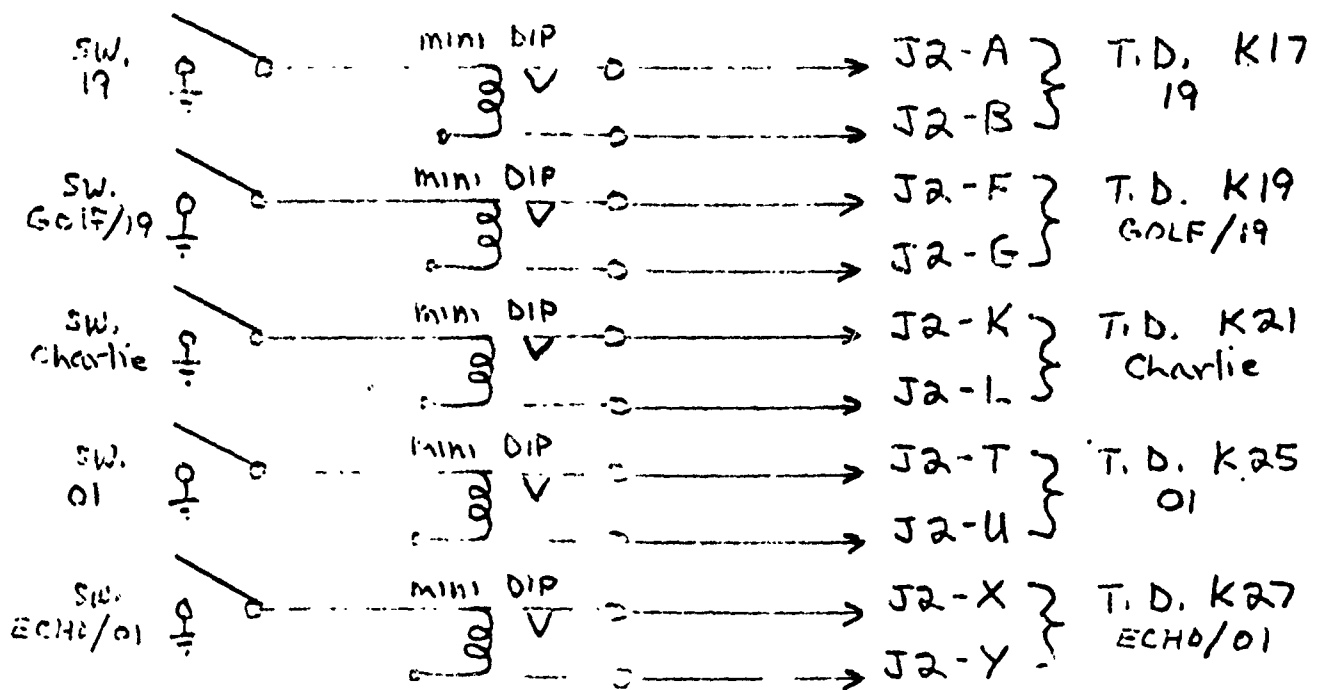 SW. 19 mini DIP J2-A T.D. K17
J2-B 19
SW. GOLF/19 mini DIP J2-F T.D. K19
J2-G GOLF/19
SW. Charlie mini DIP J2-K T.D. K21
J2-L Charlie
SW. 01 mini DIP J2-T T.D. K25
J2-U 01
SW. ECHO/01 mini DIP J2-X T.D. K27
J2-Y ECHO/01